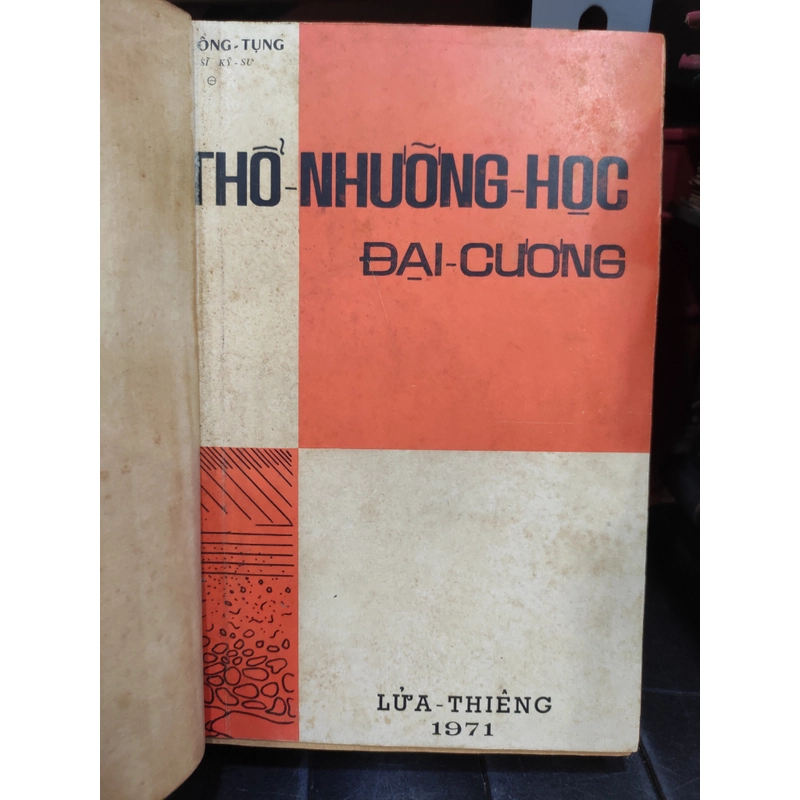 ÔNG-TỤNG
SĨ KỸ-SƯ
THỔ-NHƯỠNG-HỌC
ĐẠI-CƯƠNG
LỬA-THIÊNG
1971